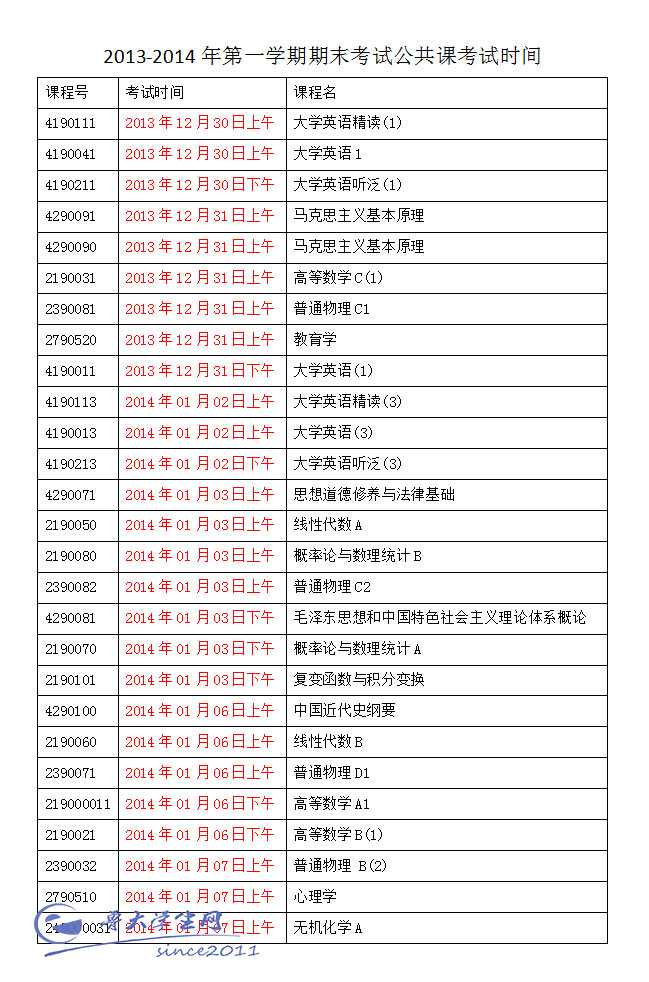 2013-2014 年第一学期期末考试公共课考试时间
课程号 考试时间 课程名
4190111 2013 年 12 月 30 日上午 大学英语精读(1)
4190041 2013 年 12 月 30 日上午 大学英语 1
4190211 2013 年 12 月 30 日下午 大学英语听泛(1)
4290091 2013 年 12 月 31 日上午 马克思主义基本原理
4290090 2013 年 12 月 31 日上午 马克思主义基本原理
2190031 2013 年 12 月 31 日上午 高等数学 C(1)
2390081 2013 年 12 月 31 日上午 普通物理 C1
2790520 2013 年 12 月 31 日上午 教育学
4190011 2013 年 12 月 31 日下午 大学英语(1)
4190113 2014 年 01 月 02 日上午 大学英语精读(3)
4190013 2014 年 01 月 02 日上午 大学英语(3)
4190213 2014 年 01 月 02 日下午 大学英语听泛(3)
4290071 2014 年 01 月 03 日上午 思想道德修养与法律基础
2190050 2014 年 01 月 03 日上午 线性代数 A
2190080 2014 年 01 月 03 日上午 概率论与数理统计 B
2390082 2014 年 01 月 03 日上午 普通物理 C2
4290081 2014 年 01 月 03 日下午 毛泽东思想和中国特色社会主义理论体系概论
2190070 2014 年 01 月 03 日下午 概率论与数理统计 A
2190101 2014 年 01 月 03 日下午 复变函数与积分变换
4290100 2014 年 01 月 06 日上午 中国近代史纲要
2190060 2014 年 01 月 06 日上午 线性代数 B
2390071 2014 年 01 月 06 日上午 普通物理 D1
219000011 2014 年 01 月 06 日下午 高等数学 A1
2190021 2014 年 01 月 06 日下午 高等数学 B(1)
2390032 2014 年 01 月 07 日上午 普通物理 B(2)
2790510 2014 年 01 月 07 日上午 心理学
2014 年 01 月 07 日上午 无机化学 A
鲁大学生网
since2011